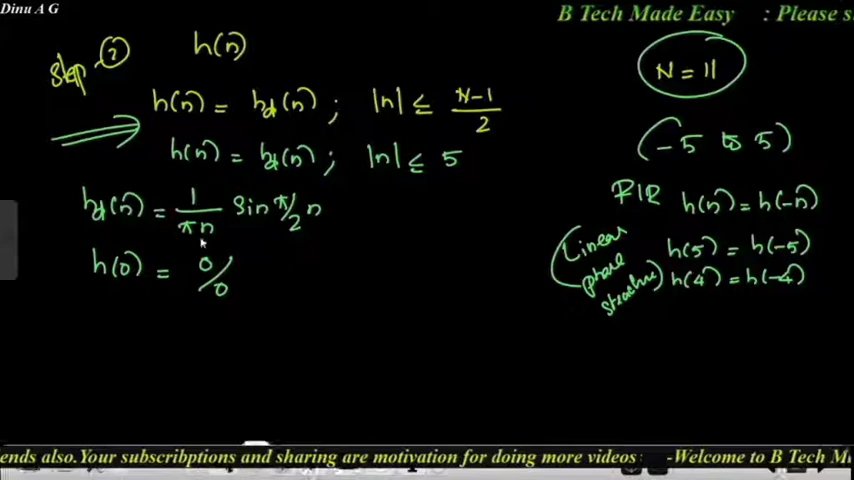 Dinu A G
B Tech Made Easy : Please s
Step - 2
h(n)
N = 11
h(n) = hd(n) ; |n| ≤ N-1/2
(-5 to 5)
h(n) = hd(n) ; |n| ≤ 5
FIR h(n) = h(-n)
hd(n) = 1/πn Sin π/2 n
(Linear phase structure)
h(5) = h(-5)
h(4) = h(-4)
h(0) = 0/0
ends also.Your subscribptions and sharing are motivation for doing more videos -Welcome to B Tech M